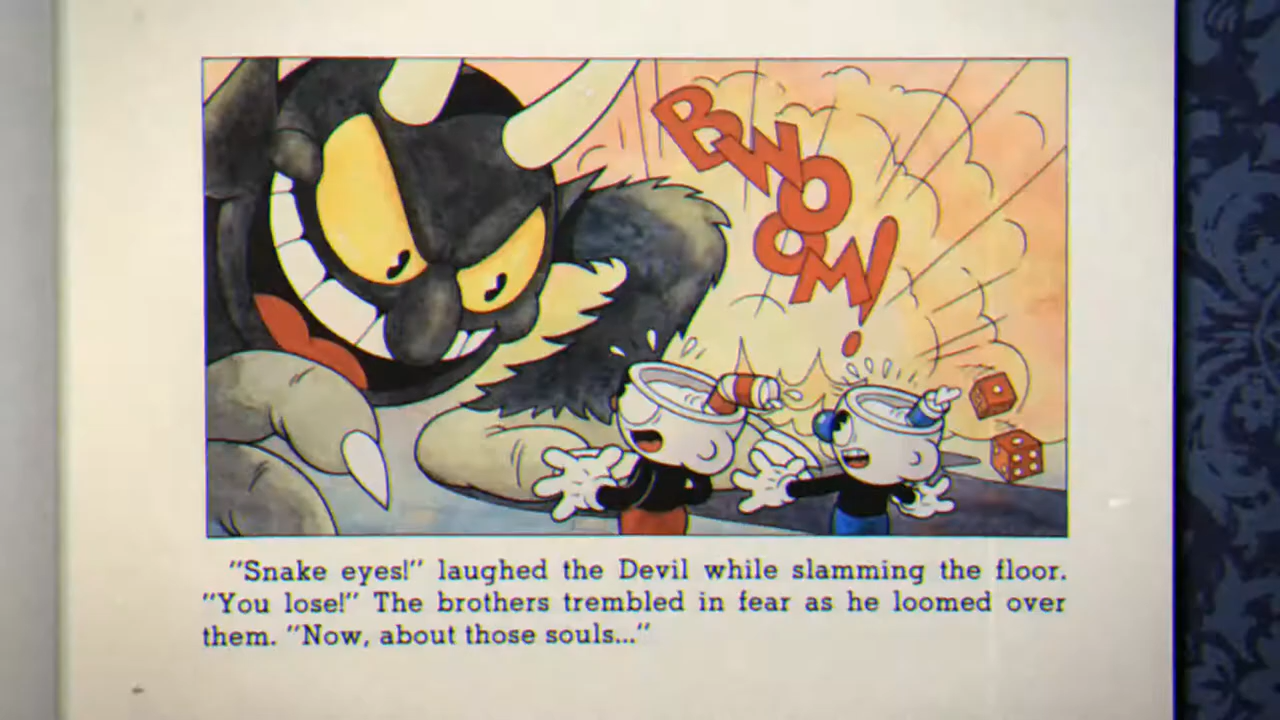 BWOOM!
"Snake eyes!" laughed the Devil while slamming the floor.
"You lose!" The brothers trembled in fear as he loomed over
them. "Now, about those souls..."